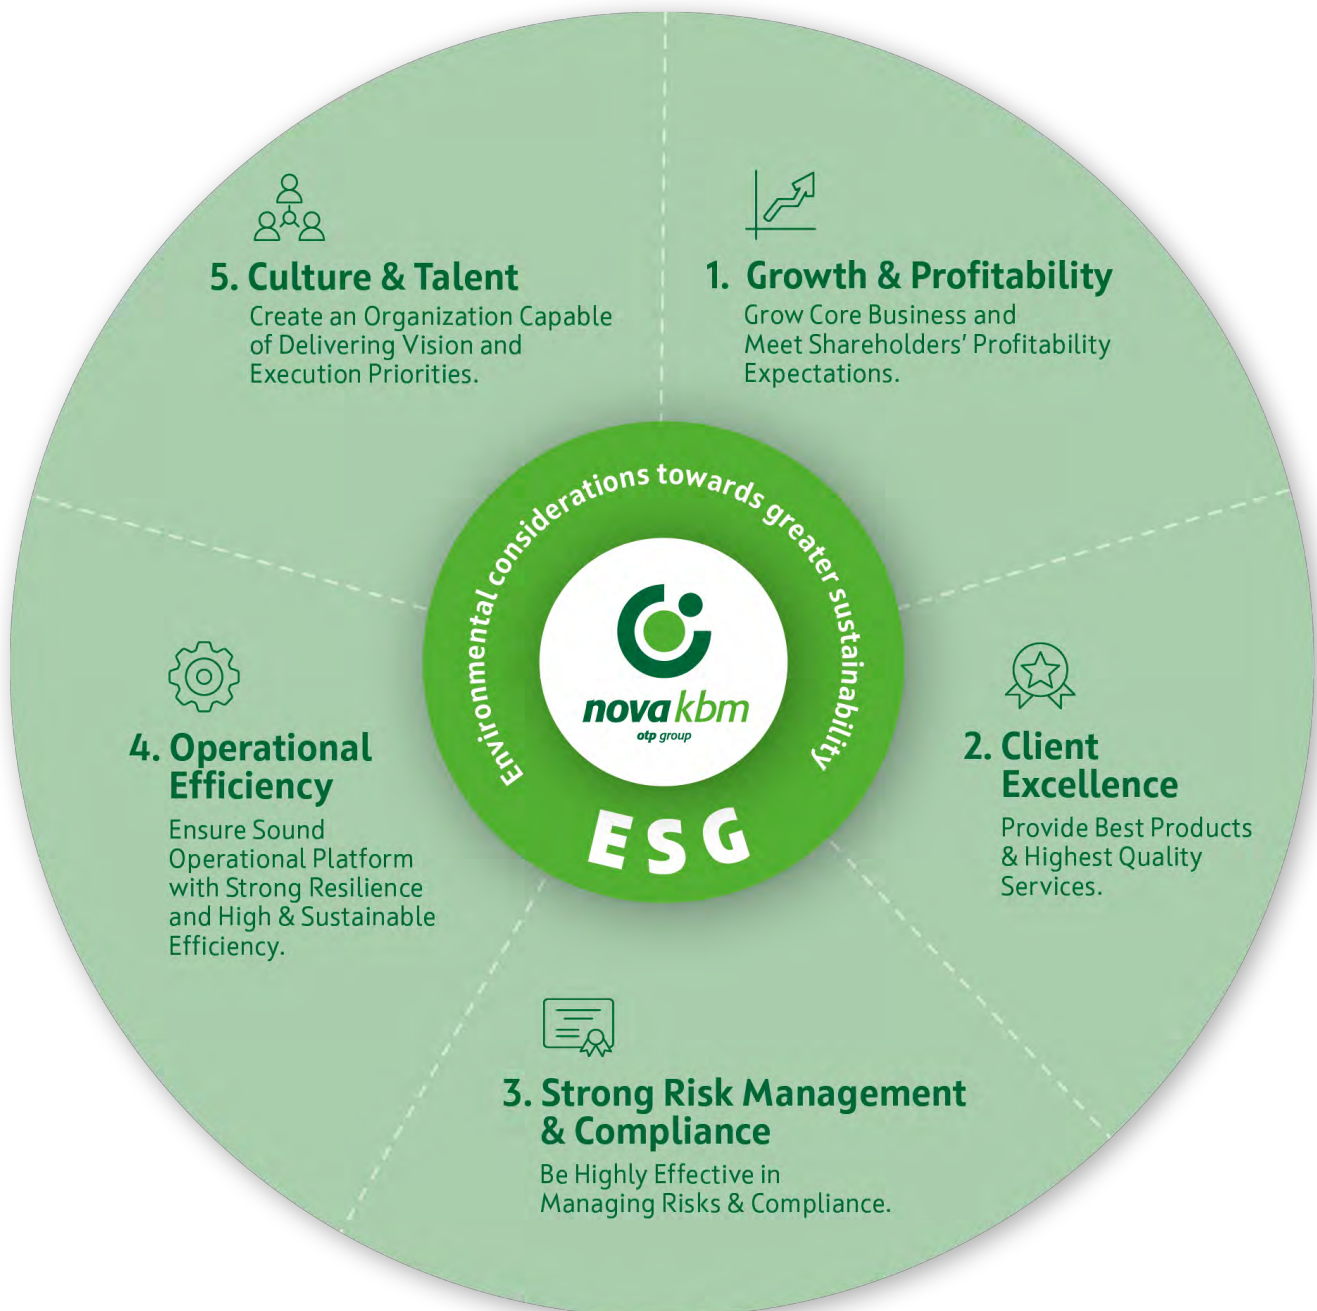 5. Culture & Talent
Create an Organization Capable
of Delivering Vision and
Execution Priorities.
1. Growth & Profitability
Grow Core Business and
Meet Shareholders’ Profitability
Expectations.
Environmental considerations towards greater sustainability
nova kbm
otp group
ESG
4. Operational
Efficiency
Ensure Sound
Operational Platform
with Strong Resilience
and High & Sustainable
Efficiency.
2. Client
Excellence
Provide Best Products
& Highest Quality
Services.
3. Strong Risk Management
& Compliance
Be Highly Effective in
Managing Risks & Compliance.